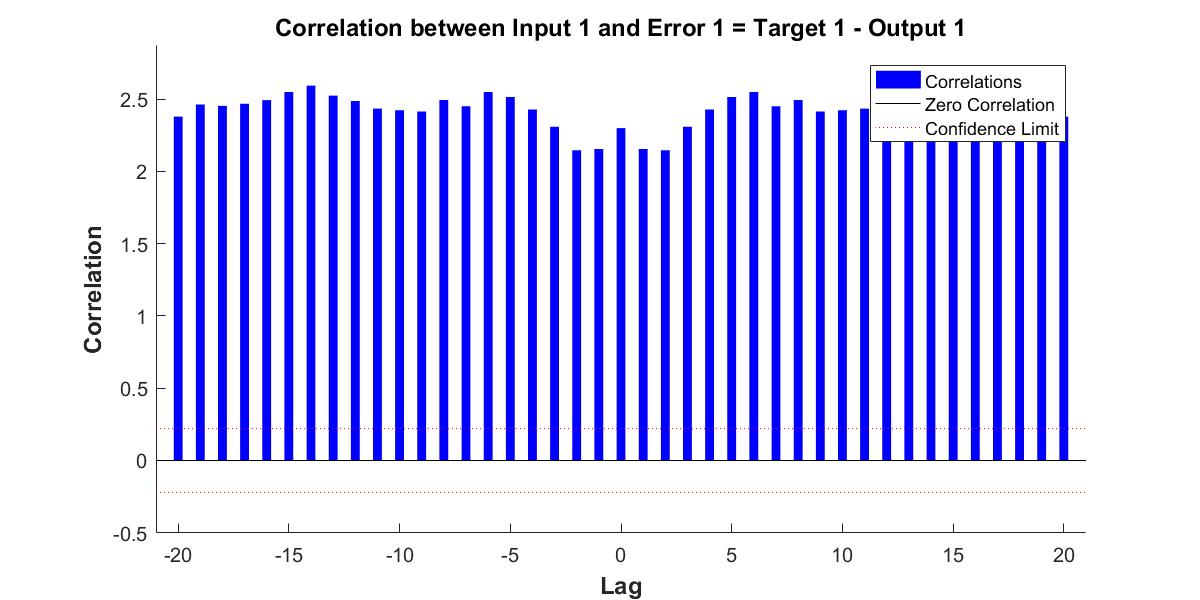 Correlation between Input 1 and Error 1 = Target 1 - Output 1
Correlations
Zero Correlation
Confidence Limit
2.5
2
1.5
1
0.5
0
-0.5
Correlation
-20 -15 -10 -5 0 5 10 15 20
Lag